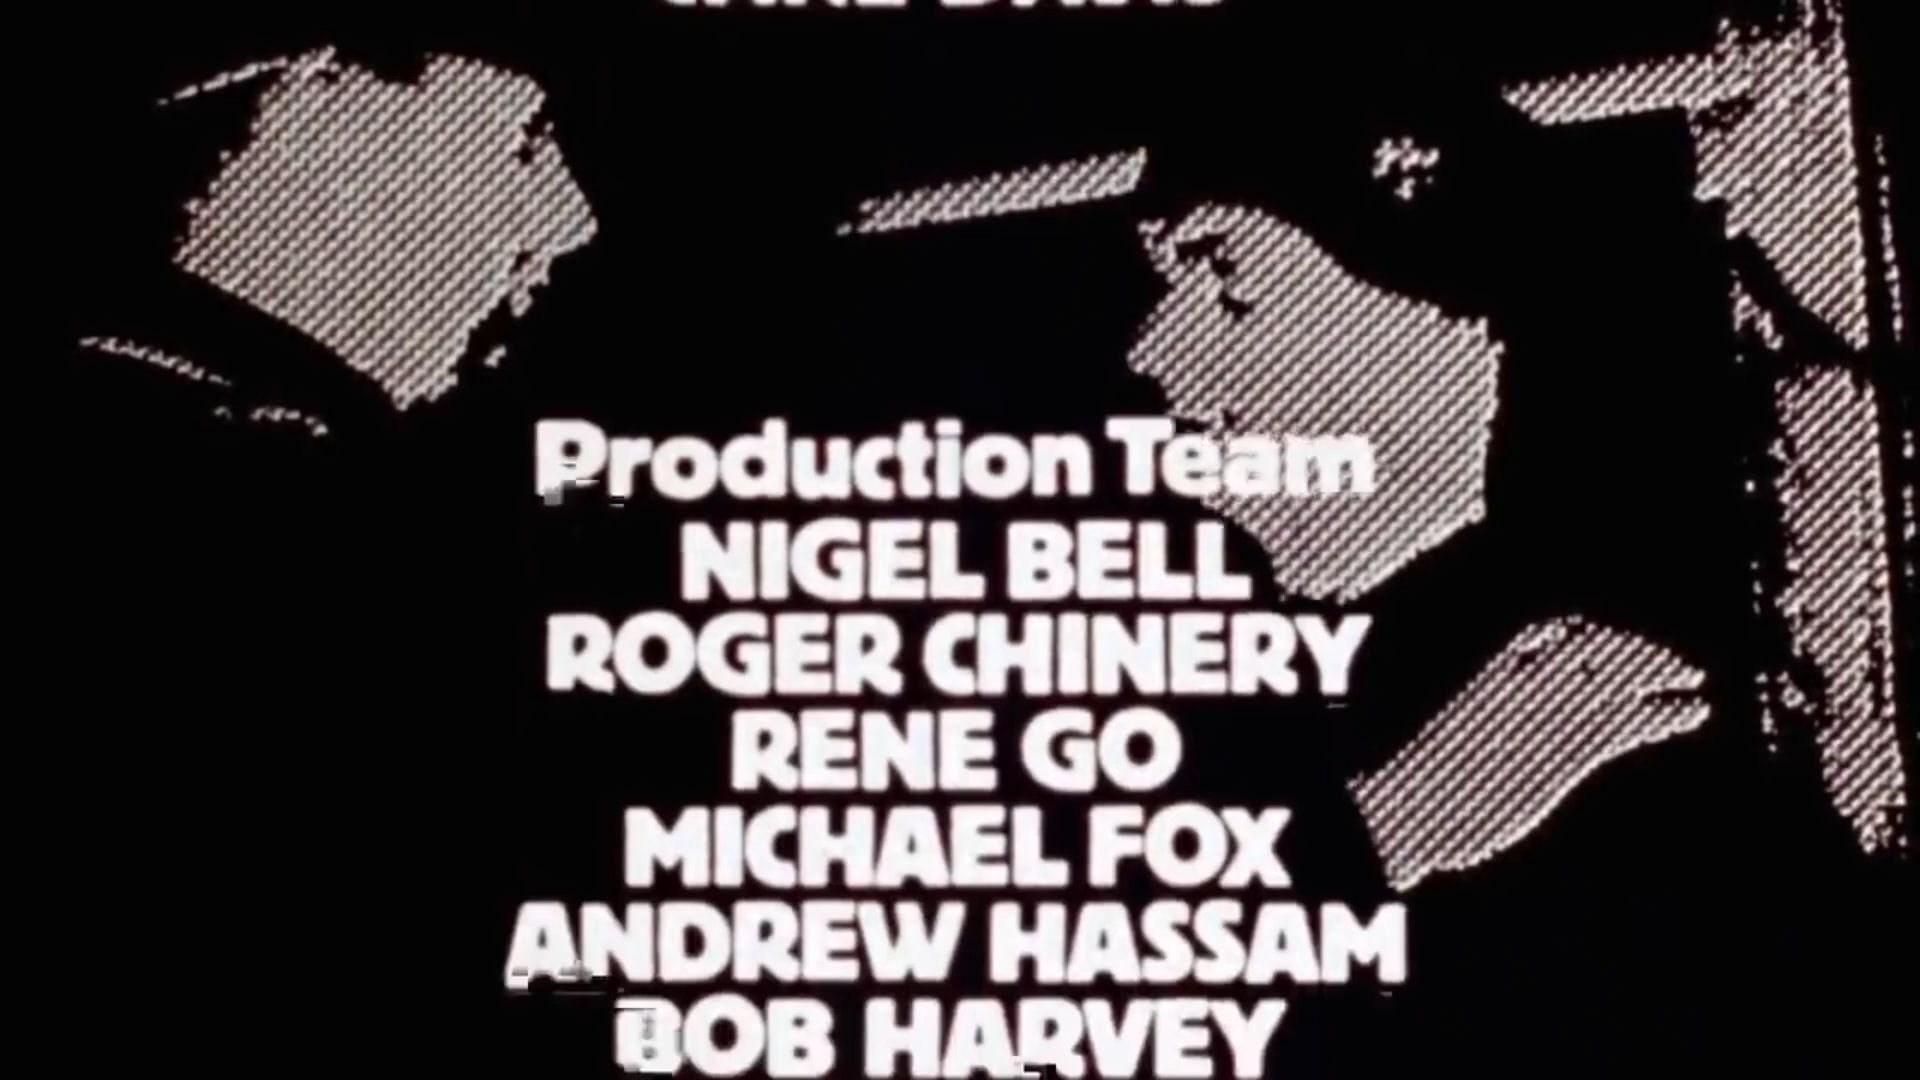 Production Team
NIGEL BELL
ROGER CHINERY
RENE GO
MICHAEL FOX
ANDREW HASSAM
BOB HARVEY